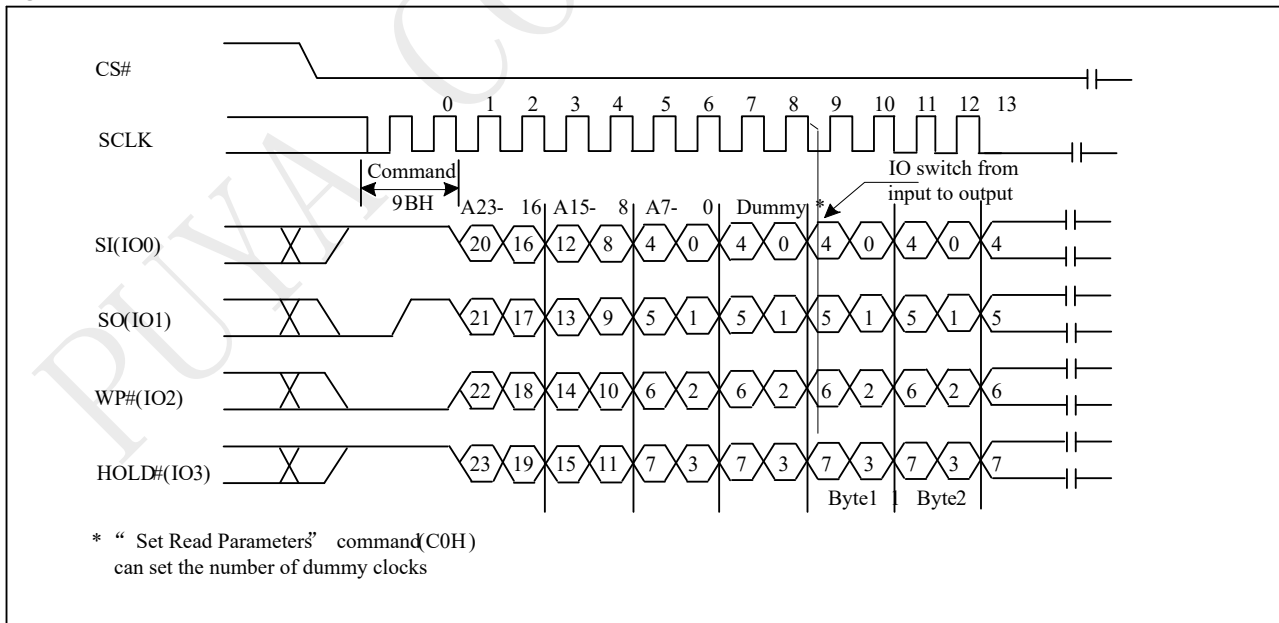 PUYA CO
CS#
0 1 2 3 4 5 6 7 8 9 10 11 12 13
SCLK
Command
9BH
IO switch from
input to output
A23- 16 A15- 8 A7- 0 Dummy *
SI(IO0) 20 16 12 8 4 0 4 0 4 0 4 0 4
SO(IO1) 21 17 13 9 5 1 5 1 5 1 5 1 5
WP#(IO2) 22 18 14 10 6 2 6 2 6 2 6 2 6
HOLD#(IO3) 23 19 15 11 7 3 7 3 7 3 7 3 7
Byte1 1 Byte2
* “ Set Read Parameters” command(C0H)
can set the number of dummy clocks